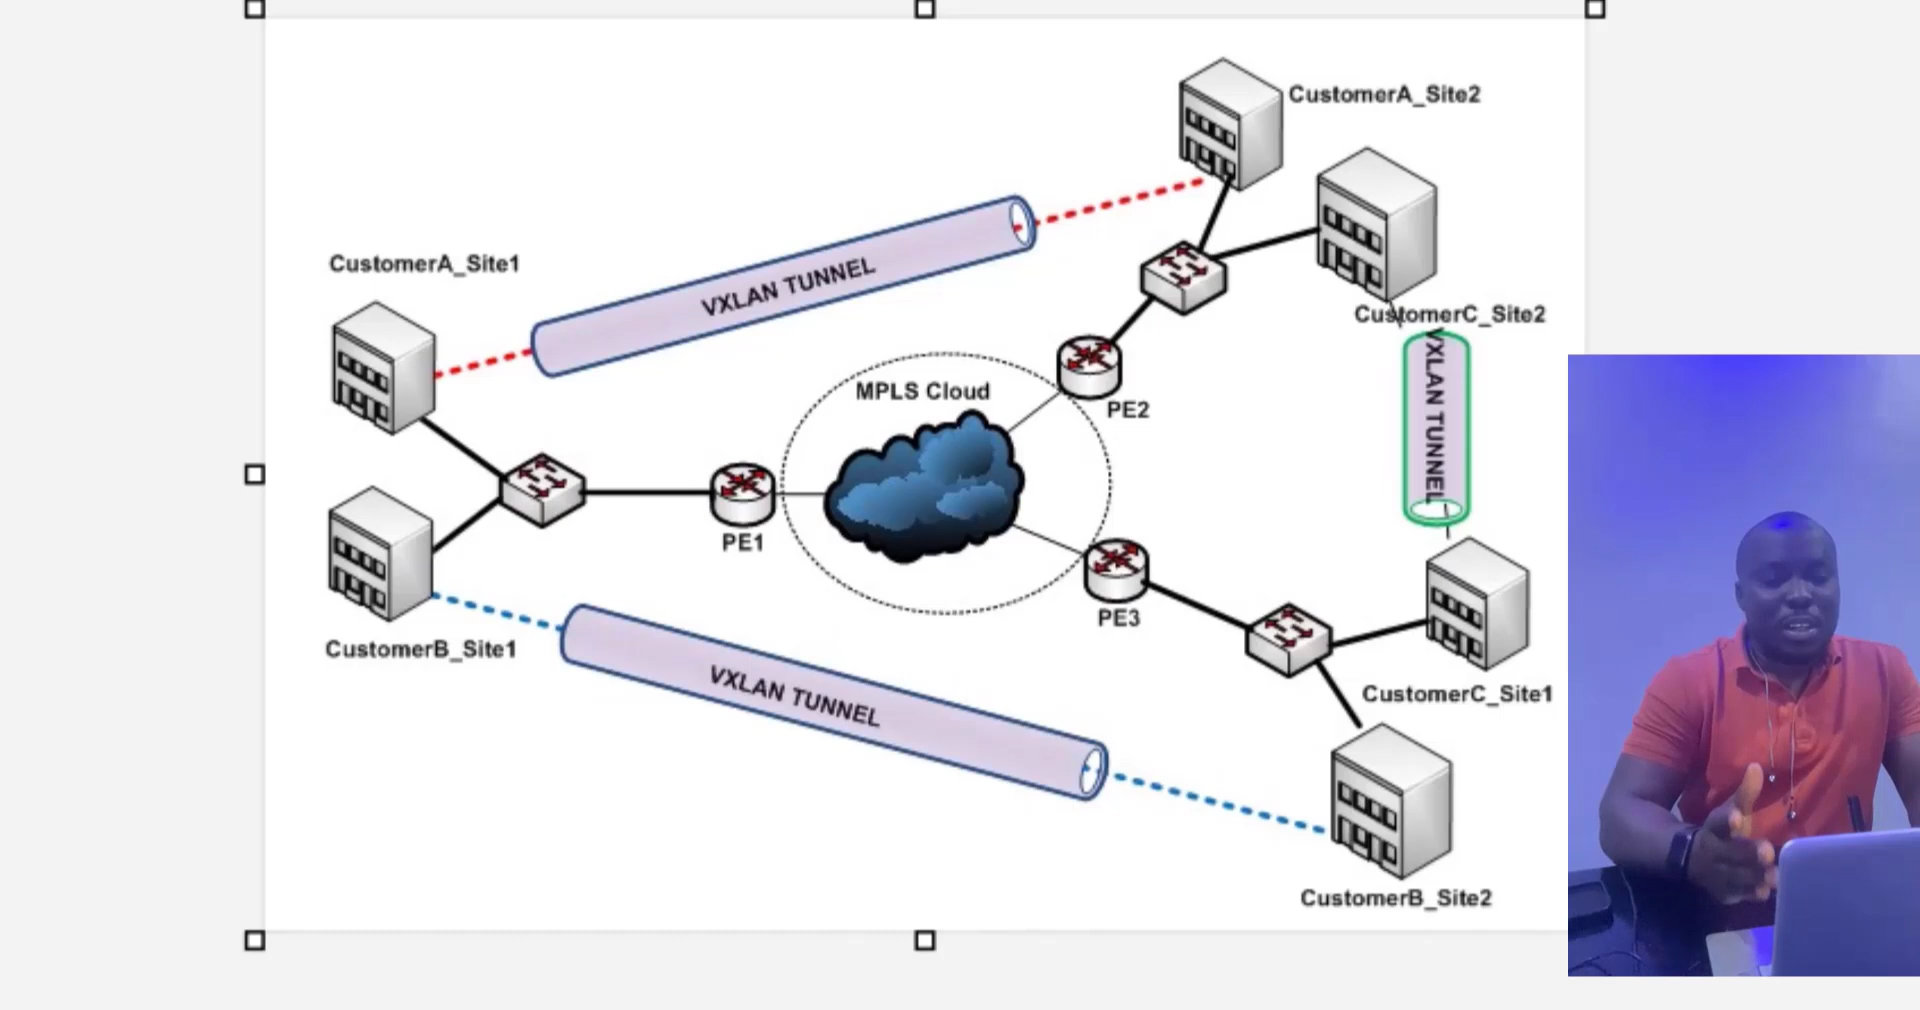 CustomerA_Site2
CustomerA_Site1
VXLAN TUNNEL
CustomerC_Site2
VXLAN TUNNEL
MPLS Cloud
PE2
PE1
PE3
CustomerB_Site1
VXLAN TUNNEL
CustomerC_Site1
CustomerB_Site2